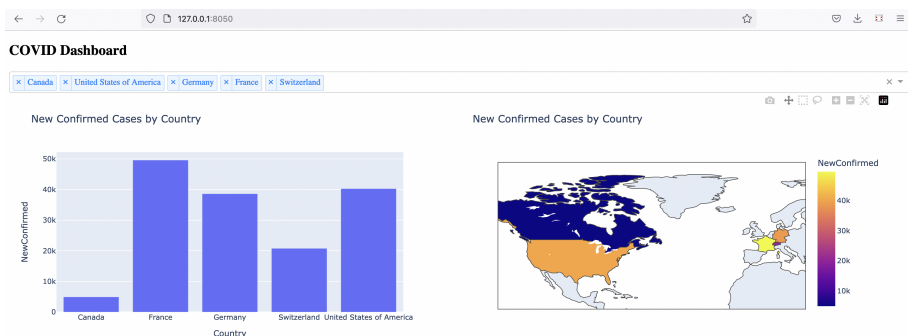 127.0.0.1:8050
COVID Dashboard
× Canada × United States of America × Germany × France × Switzerland
New Confirmed Cases by Country
50k
40k
30k
20k
10k
0
NewConfirmed
Canada France Germany Switzerland United States of America
Country
New Confirmed Cases by Country
NewConfirmed
40k
30k
20k
10k